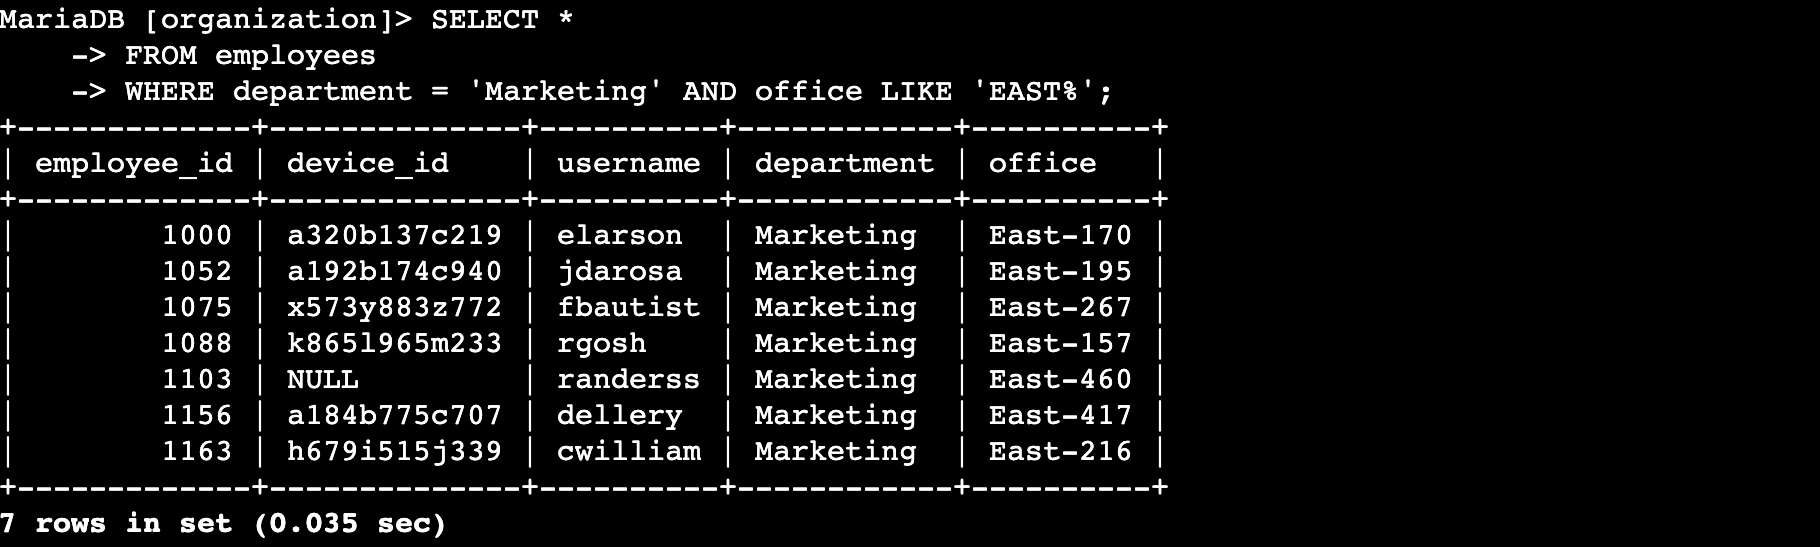 MariaDB [organization]> SELECT *
    -> FROM employees
    -> WHERE department = 'Marketing' AND office LIKE 'EAST%';
+-------------+--------------+----------+------------+----------+
| employee_id | device_id    | username | department | office   |
+-------------+--------------+----------+------------+----------+
|        1000 | a320b137c219 | elarson  | Marketing  | East-170 |
|        1052 | a192b174c940 | jdarosa  | Marketing  | East-195 |
|        1075 | x573y883z772 | fbautist | Marketing  | East-267 |
|        1088 | k865l965m233 | rgosh    | Marketing  | East-157 |
|        1103 | NULL         | randerss | Marketing  | East-460 |
|        1156 | a184b775c707 | dellery  | Marketing  | East-417 |
|        1163 | h679i515j339 | cwilliam | Marketing  | East-216 |
+-------------+--------------+----------+------------+----------+
7 rows in set (0.035 sec)